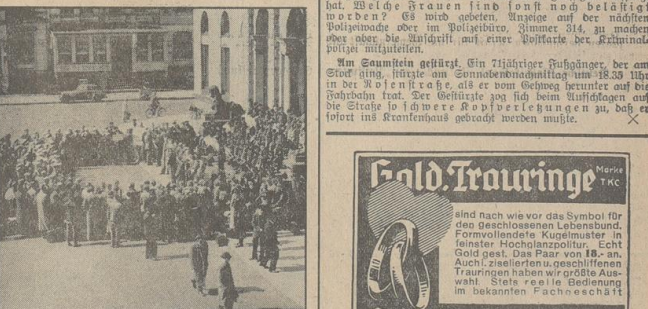 hat. Welche Frauen sind sonst noch belästigt
worden? Es wird gebeten, Anzeige auf der nächsten
Polizeiwache oder im Polizeibüro, Zimmer 314, zu machen
oder aber die Anschrift auf einer Postkarte der Kriminal-
polizei mitzuteilen.
Am Saumstein gestürzt. Ein 71jähriger Fußgänger, der am
Stock ging, stürzte am Sonnabendnachmittag um 18.35 Uhr
in der Rosenstraße, als er vom Gehweg herunter auf die
Fahrbahn trat. Der Gestürzte zog sich beim Aufschlagen auf
die Straße so schwere Kopfverletzungen zu, daß er
sofort ins Krankenhaus gebracht werden mußte.
Gold-Trauringe Marke
TKC
sind nach wie vor das Symbol für
den geschlossenen Lebensbund.
Formvollendete Kugelmuster in
feinster Hochglanzpolitur. Echt
Gold gest. Das Paar von 18.- an.
Auch i. ziselierten u. geschliffenen
Trauringen haben wir größte Aus-
wahl. Stets reelle Bedienung
im bekannten Fachgeschäft